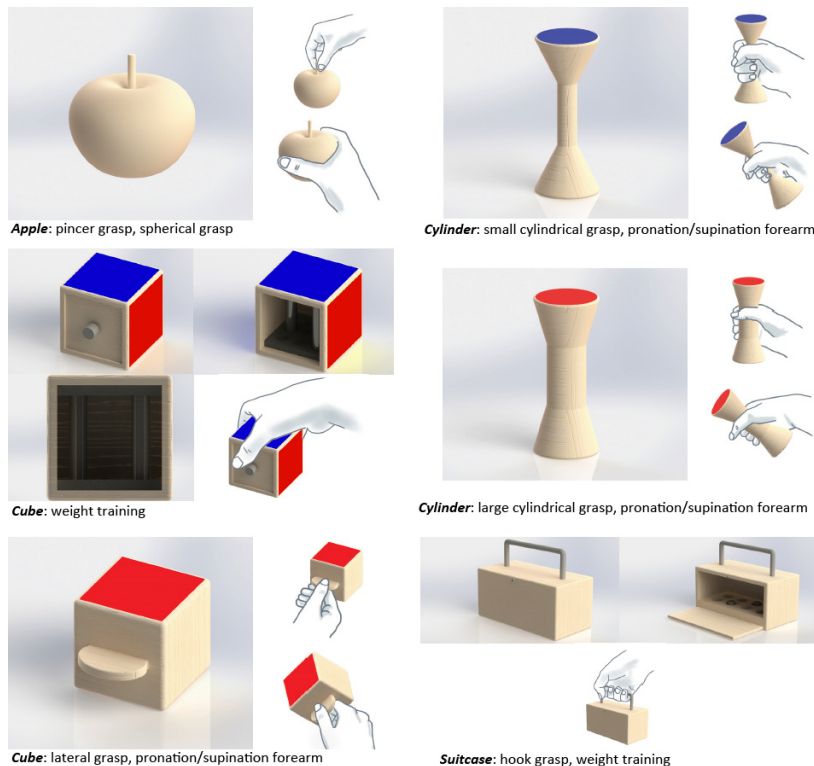 Apple: pincer grasp, spherical grasp
Cylinder: small cylindrical grasp, pronation/supination forearm
Cube: weight training
Cylinder: large cylindrical grasp, pronation/supination forearm
Cube: lateral grasp, pronation/supination forearm
Suitcase: hook grasp, weight training